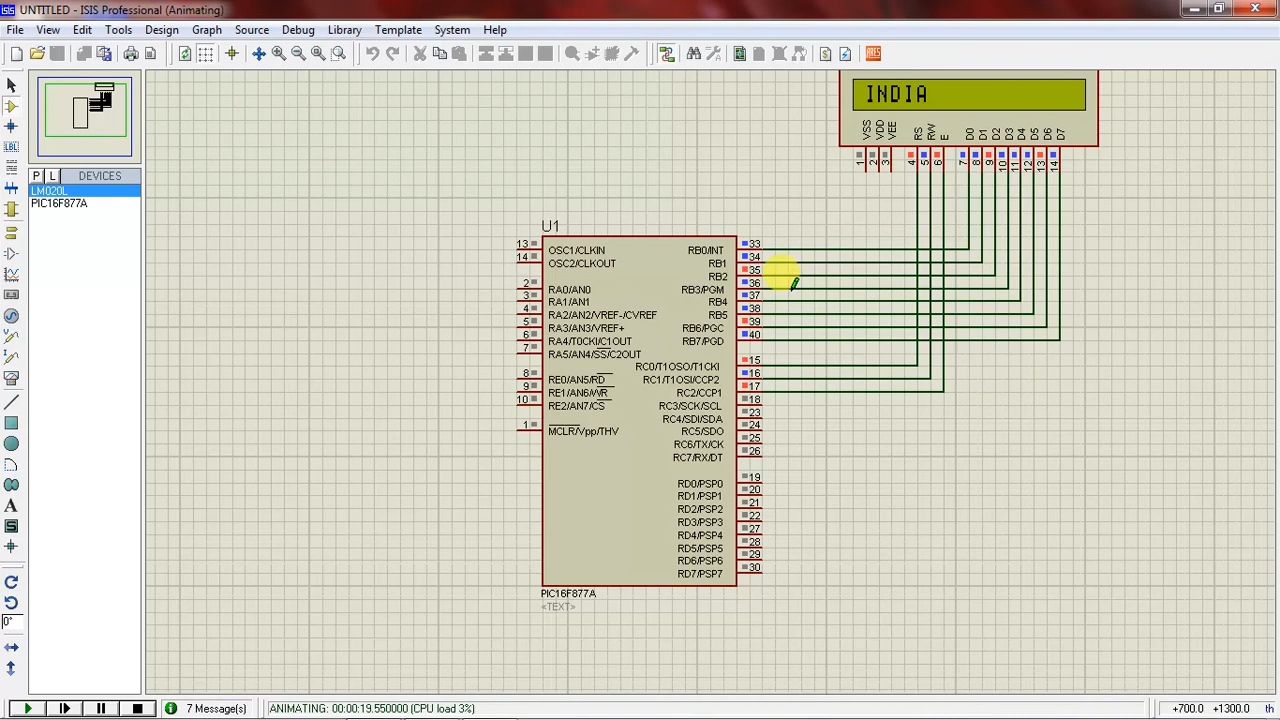 ISIS UNTITLED - ISIS Professional (Animating)
File View Edit Tools Design Graph Source Debug Library Template System Help
ARES
LBL
P L DEVICES
LM020L
PIC16F877A
INDIA
VSS VDD VEE RS RW E D0 D1 D2 D3 D4 D5 D6 D7
1 2 3 4 5 6 7 8 9 10 11 12 13 14
U1
13 OSC1/CLKIN RB0/INT 33
14 OSC2/CLKOUT RB1 34
RB2 35
2 RA0/AN0 RB3/PGM 36
3 RA1/AN1 RB4 37
4 RA2/AN2/VREF-/CVREF RB5 38
5 RA3/AN3/VREF+ RB6/PGC 39
6 RA4/T0CKI/C1OUT RB7/PGD 40
7 RA5/AN4/SS/C2OUT
RC0/T1OSO/T1CKI 15
8 RE0/AN5/RD RC1/T1OSI/CCP2 16
9 RE1/AN6/WR RC2/CCP1 17
10 RE2/AN7/CS RC3/SCK/SCL 18
RC4/SDI/SDA 23
1 MCLR/Vpp/THV RC5/SDO 24
RC6/TX/CK 25
RC7/RX/DT 26
RD0/PSP0 19
RD1/PSP1 20
RD2/PSP2 21
RD3/PSP3 22
RD4/PSP4 27
RD5/PSP5 28
RD6/PSP6 29
RD7/PSP7 30
PIC16F877A
<TEXT>
A
S
0°
7 Message(s) ANIMATING: 00:00:19.550000 (CPU load 3%) +700.0 +1300.0 th